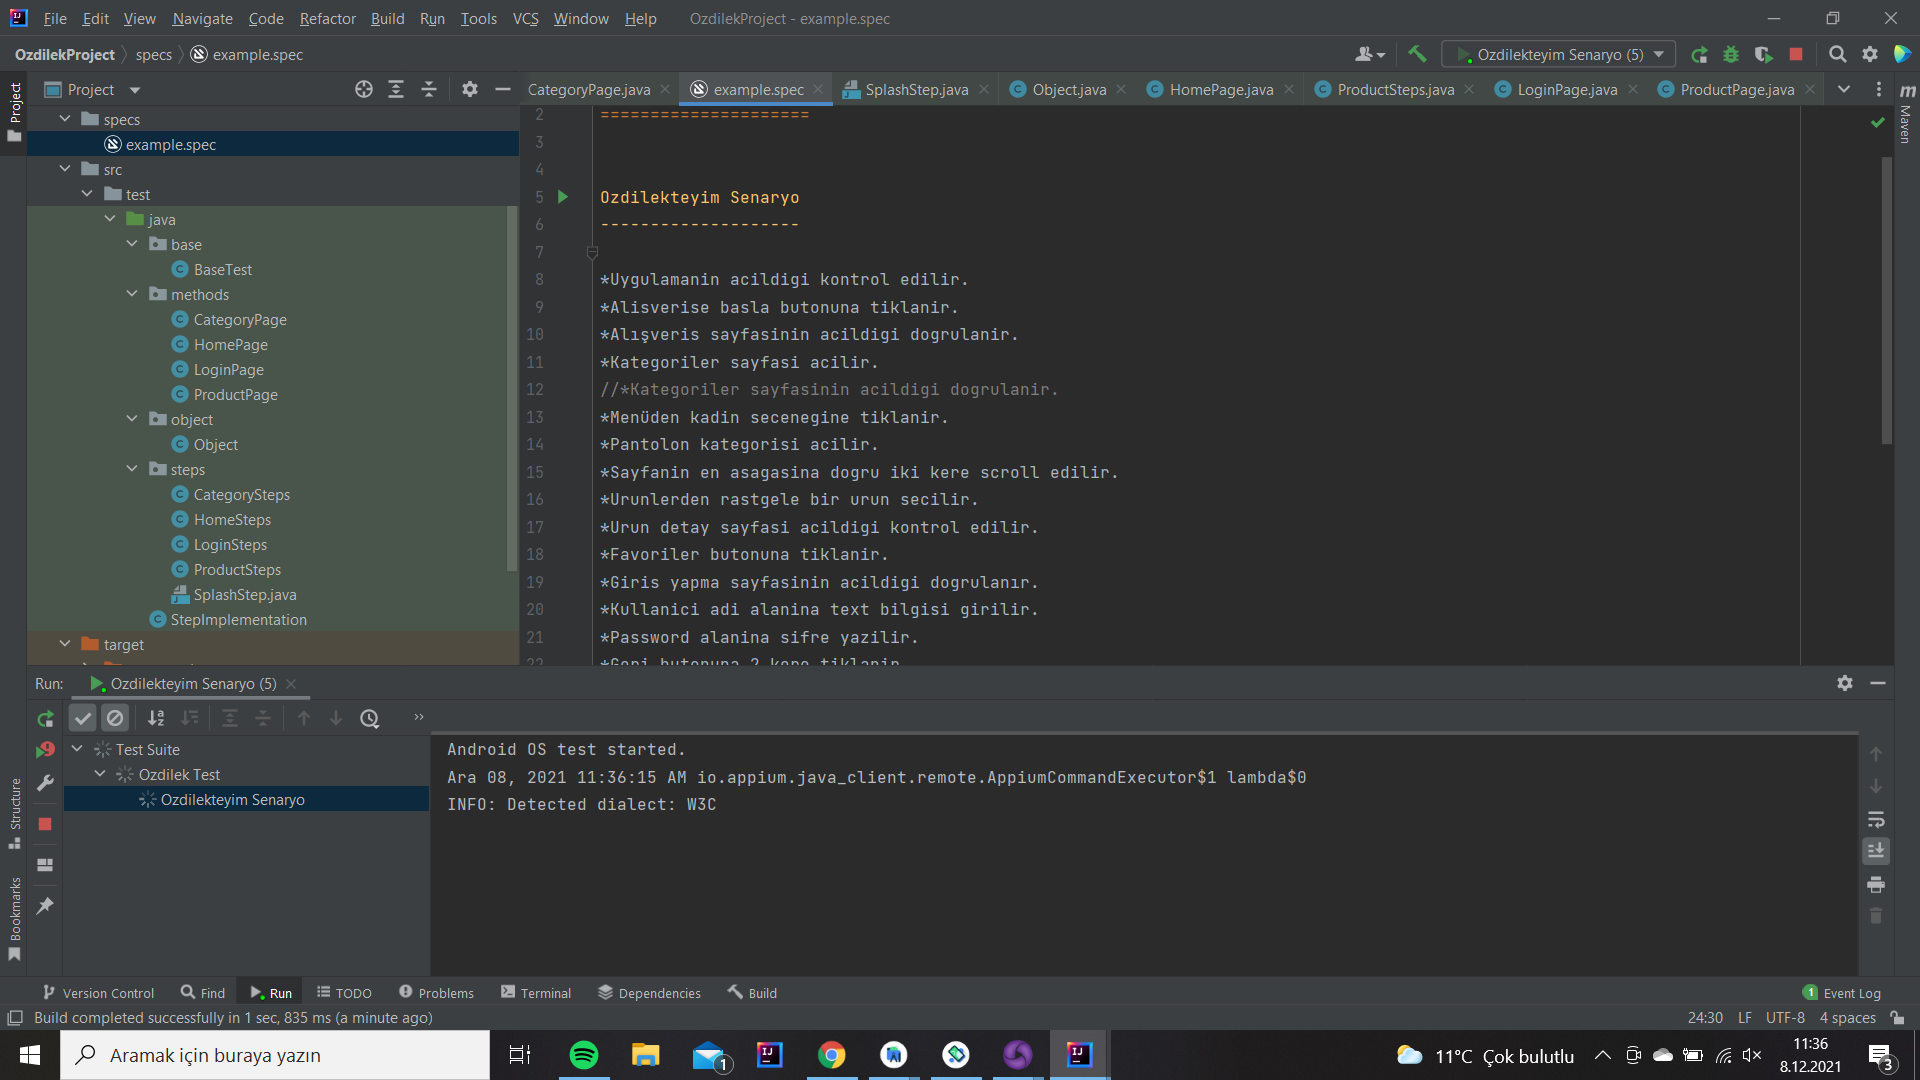 File Edit View Navigate Code Refactor Build Run Tools VCS Window Help OzdilekProject - example.spec
OzdilekProject specs example.spec
Ozdilekteyim Senaryo (5)
Project
CategoryPage.java example.spec SplashStep.java Object.java HomePage.java ProductSteps.java LoginPage.java ProductPage.java
Project
Maven
specs
example.spec
src
test
java
base
BaseTest
methods
CategoryPage
HomePage
LoginPage
ProductPage
object
Object
steps
CategorySteps
HomeSteps
LoginSteps
ProductSteps
SplashStep.java
StepImplementation
target
2 =====================
3
4
5 Ozdilekteyim Senaryo
6 --------------------
7
8 *Uygulamanin acildigi kontrol edilir.
9 *Alisverise basla butonuna tiklanir.
10 *Alışveris sayfasinin acildigi dogrulanir.
11 *Kategoriler sayfasi acilir.
12 //*Kategoriler sayfasinin acildigi dogrulanir.
13 *Menüden kadin secenegine tiklanir.
14 *Pantolon kategorisi acilir.
15 *Sayfanin en asagasina dogru iki kere scroll edilir.
16 *Urunlerden rastgele bir urun secilir.
17 *Urun detay sayfasi acildigi kontrol edilir.
18 *Favoriler butonuna tiklanir.
19 *Giris yapma sayfasinin acildigi dogrulanır.
20 *Kullanici adi alanina text bilgisi girilir.
21 *Password alanina sifre yazilir.
22 *Geri butonuna 2 kere tiklanir
Run: Ozdilekteyim Senaryo (5)
Test Suite
Ozdilek Test
Ozdilekteyim Senaryo
Android OS test started.
Ara 08, 2021 11:36:15 AM io.appium.java_client.remote.AppiumCommandExecutor$1 lambda$0
INFO: Detected dialect: W3C
Structure
Bookmarks
Version Control Find Run TODO Problems Terminal Dependencies Build 1 Event Log
Build completed successfully in 1 sec, 835 ms (a minute ago) 24:30 LF UTF-8 4 spaces
Aramak için buraya yazın 1 11°C Çok bulutlu 11:36
8.12.2021 3